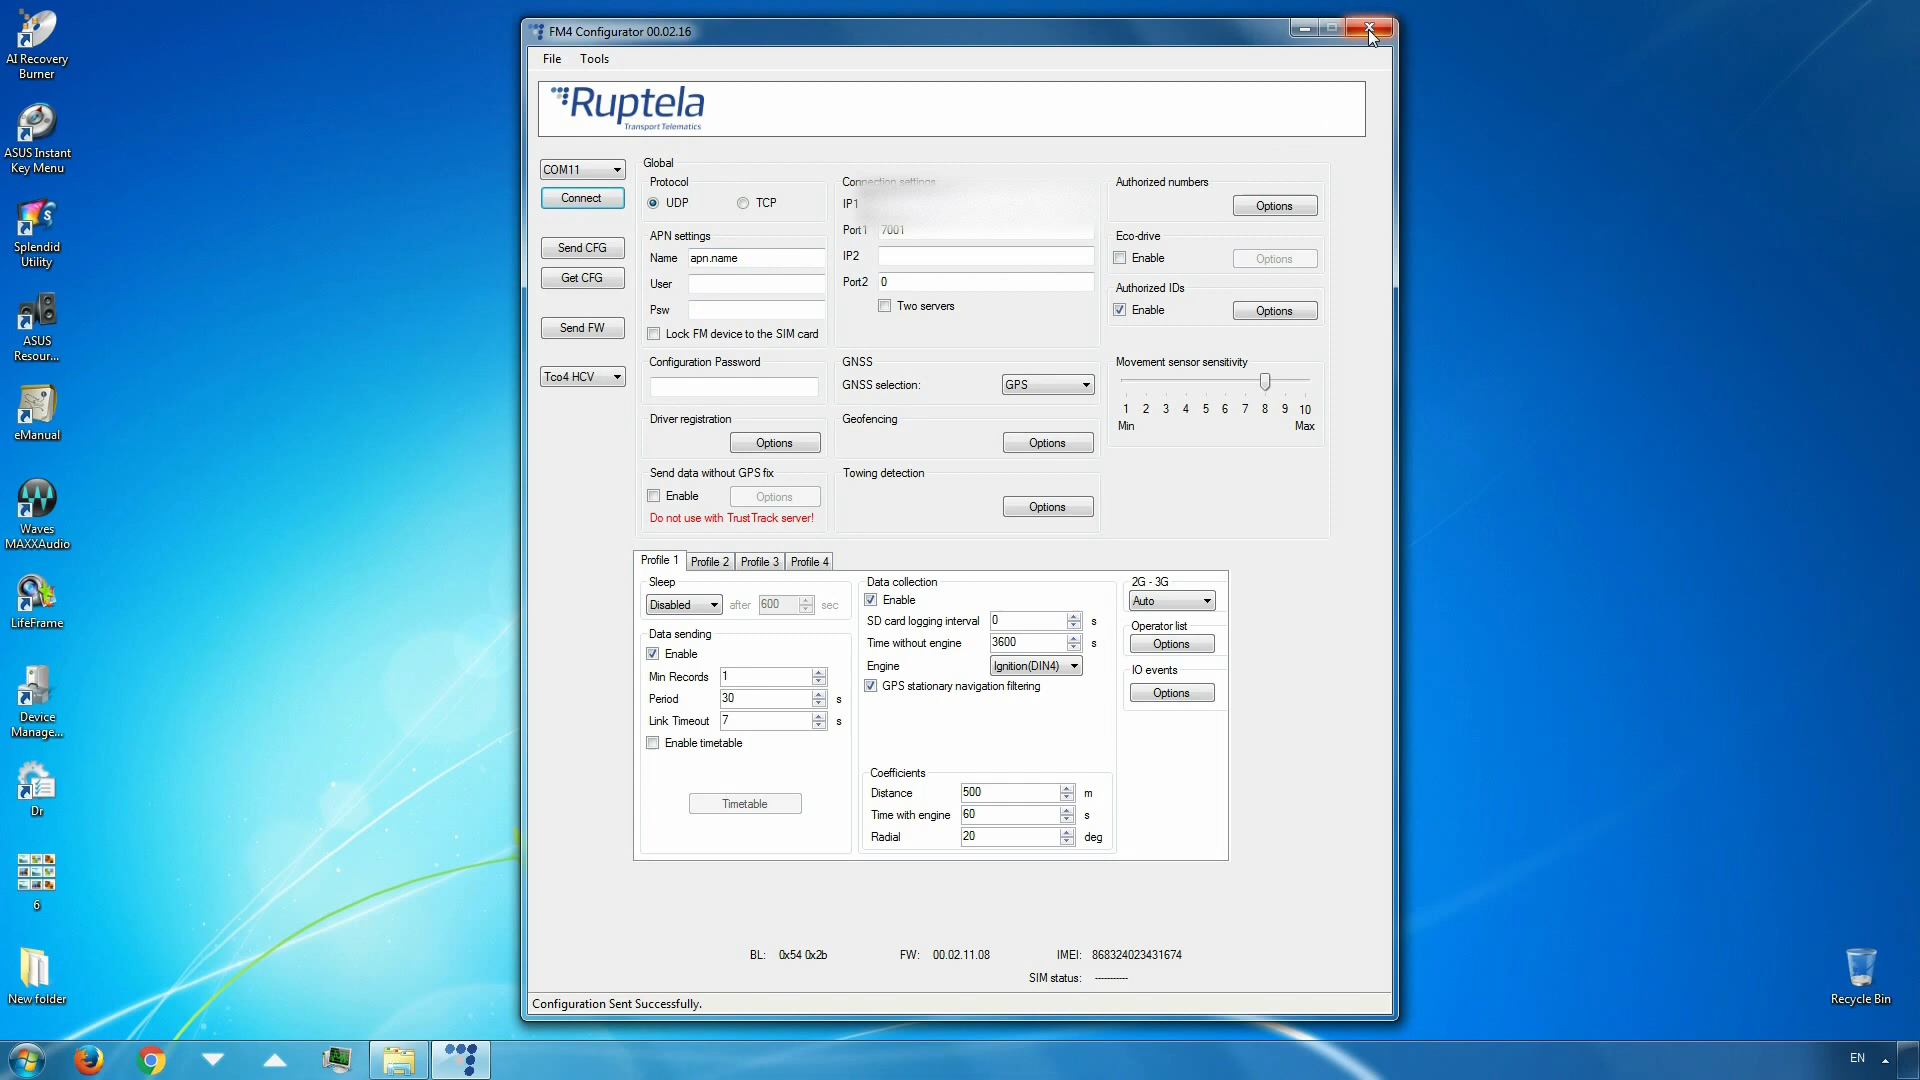 AI Recovery
Burner
ASUS Instant
Key Menu
Splendid
Utility
ASUS
Resour...
eManual
Waves
MAXXAudio
LifeFrame
Device
Manage...
Dr
6
New folder
FM4 Configurator 00.02.16
File Tools
Ruptela
Transport Telematics
COM11
Connect
Send CFG
Get CFG
Send FW
Tco4 HCV
Global
Protocol
UDP TCP
APN settings
Name apn.name
User
Psw
Lock FM device to the SIM card
Connection settings
IP1
Port1 7001
IP2
Port2 0
Two servers
Authorized numbers
Options
Eco-drive
Enable Options
Authorized IDs
Enable Options
Configuration Password
GNSS
GNSS selection: GPS
Movement sensor sensitivity
1 2 3 4 5 6 7 8 9 10
Min Max
Driver registration
Options
Geofencing
Options
Send data without GPS fix
Enable Options
Do not use with TrustTrack server!
Towing detection
Options
Profile 1 Profile 2 Profile 3 Profile 4
Sleep
Disabled after 600 sec
Data sending
Enable
Min Records 1
Period 30 s
Link Timeout 7 s
Enable timetable
Timetable
Data collection
Enable
SD card logging interval 0 s
Time without engine 3600 s
Engine Ignition(DIN4)
GPS stationary navigation filtering
Coefficients
Distance 500 m
Time with engine 60 s
Radial 20 deg
2G - 3G
Auto
Operator list
Options
IO events
Options
BL: 0x54 0x2b FW: 00.02.11.08 IMEI: 868324023431674
SIM status: -----------
Configuration Sent Successfully.
Recycle Bin
EN